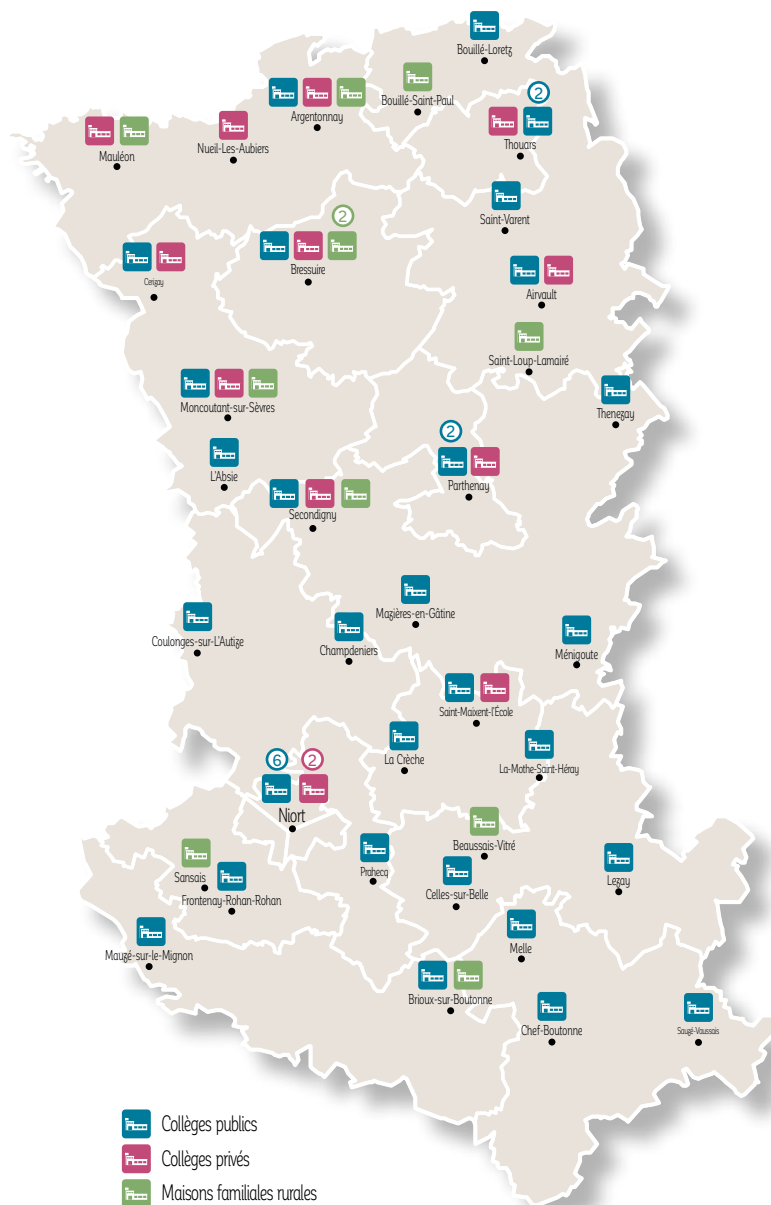 Bouillé-Loretz
Bouillé-Saint-Paul
2
Argentonnay
Thouars
Mauléon
Nueil-Les-Aubiers
Saint-Varent
2
Bressuire
Cerizay
Airvault
Saint-Loup-Lamairé
Moncoutant-sur-Sèvres
Thenezay
2
L'Absie
Parthenay
Secondigny
Mazières-en-Gâtine
Coulonges-sur-L'Autize
Champdeniers
Ménigoute
Saint-Maixent-l'École
La Crèche
La-Mothe-Saint-Héray
6
2
Niort
Beaussais-Vitré
Prahecq
Sansais
Frontenay-Rohan-Rohan
Celles-sur-Belle
Lezay
Melle
Mauzé-sur-le-Mignon
Brioux-sur-Boutonne
Chef-Boutonne
Sauzé-Vaussais
Collèges publics
Collèges privés
Maisons familiales rurales